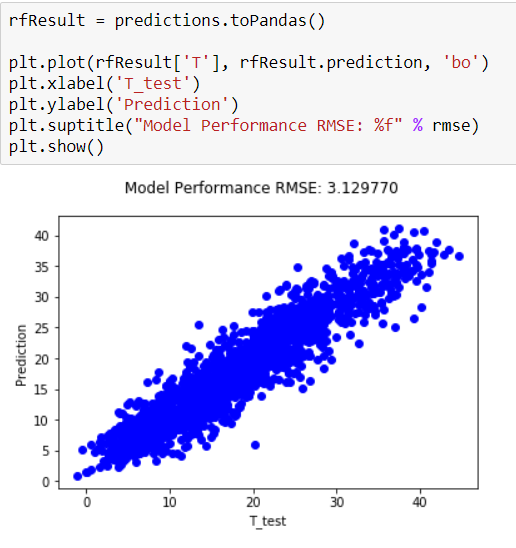 rfResult = predictions.toPandas()
plt.plot(rfResult['T'], rfResult.prediction, 'bo')
plt.xlabel('T_test')
plt.ylabel('Prediction')
plt.suptitle("Model Performance RMSE: %f" % rmse)
plt.show()
Model Performance RMSE: 3.129770
40
35
30
25
20
15
10
5
0
Prediction
0
10
20
30
40
T_test